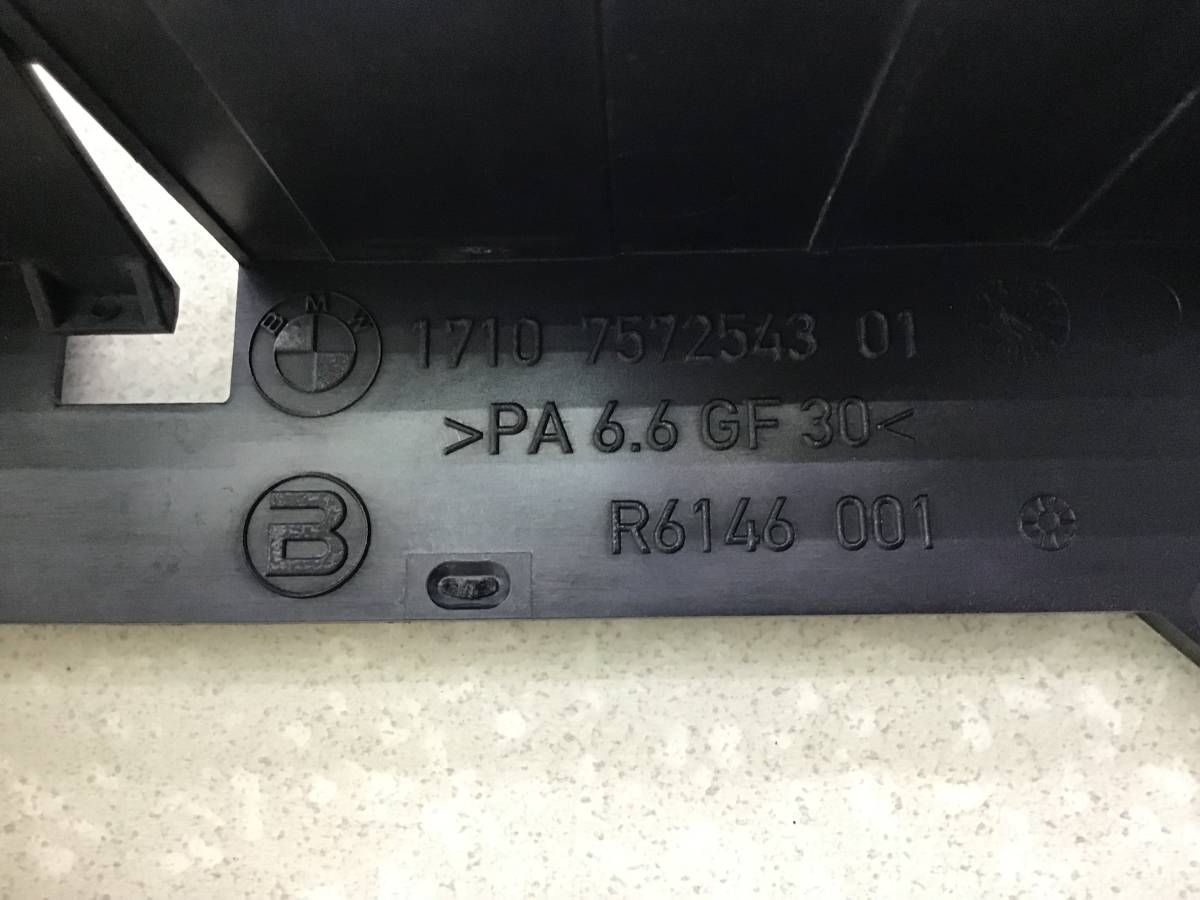 BMW
1710 7572543 01
>PA 6.6 GF 30<
B
R6146 001